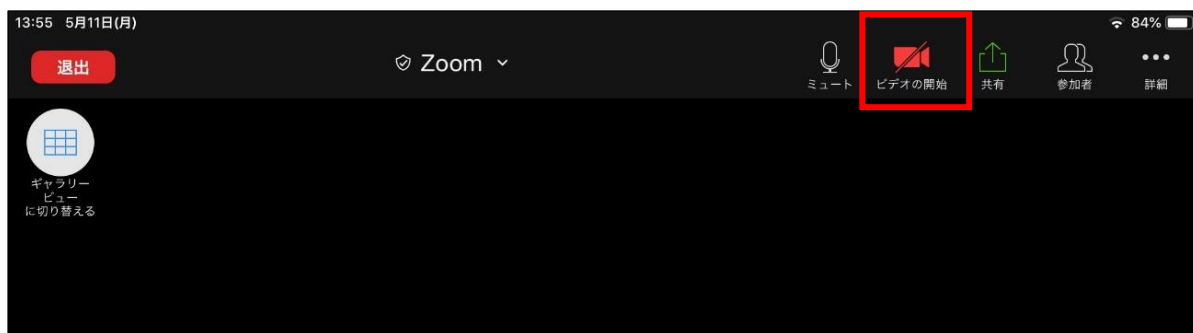 13:55 5月11日(月)
84%
退出
Zoom
ミュート
ビデオの開始
共有
参加者
詳細
ギャラリー
ビュー
に切り替える